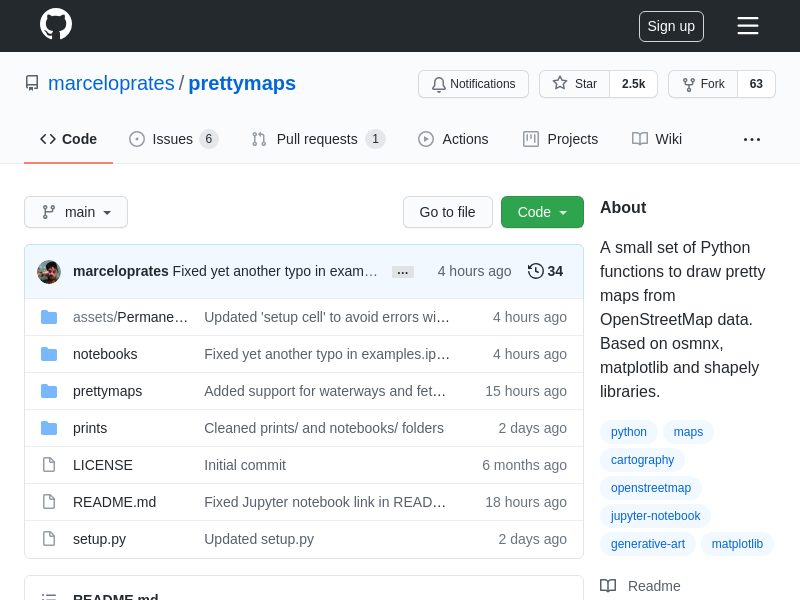 Sign up
marceloprates / prettymaps
Notifications Star 2.5k Fork 63
Code Issues 6 Pull requests 1 Actions Projects Wiki ...
main Go to file Code
marceloprates Fixed yet another typo in exam… ... 4 hours ago 34
assets/Permane… Updated 'setup cell' to avoid errors wi… 4 hours ago
notebooks Fixed yet another typo in examples.ip… 4 hours ago
prettymaps Added support for waterways and fet… 15 hours ago
prints Cleaned prints/ and notebooks/ folders 2 days ago
LICENSE Initial commit 6 months ago
README.md Fixed Jupyter notebook link in READ… 18 hours ago
setup.py Updated setup.py 2 days ago
README.md
About
A small set of Python
functions to draw pretty
maps from
OpenStreetMap data.
Based on osmnx,
matplotlib and shapely
libraries.
python maps
cartography
openstreetmap
jupyter-notebook
generative-art matplotlib
Readme